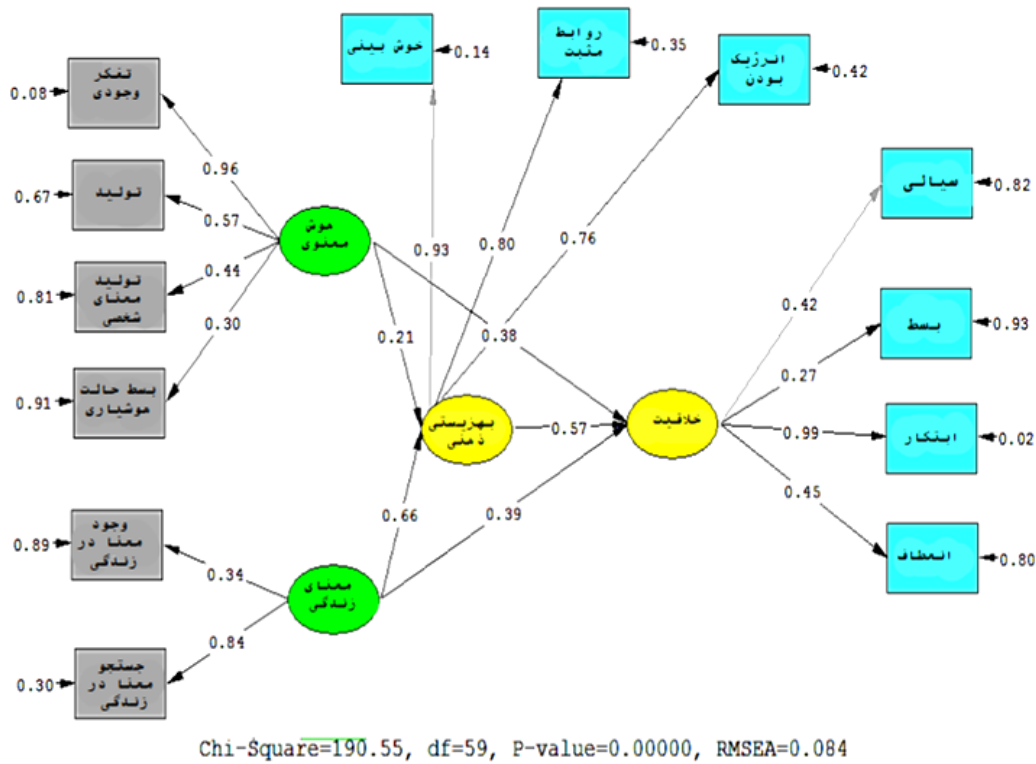 خوش بینی
0.14
روابط
مثبت
0.35
انرژیک
بودن
0.42
تفکر
وجودی
0.08
0.96
تولید
0.67
0.57
تولید
معنای
شخصی
0.81
0.44
بسط حالت
هوشیاری
0.91
0.30
هوش
معنوی
0.21
0.38
0.93
0.80
0.76
بهزیستی
ذهنی
0.57
خلاقیت
سیالی
0.82
0.42
بسط
0.93
0.27
ابتکار
0.02
0.99
انعطاف
0.80
0.45
وجود
معنا در
زندگی
0.89
0.34
معنای
زندگی
0.66
0.39
جستجو
معنا در
زندگی
0.30
0.84
Chi-Square=190.55, df=59, P-value=0.00000, RMSEA=0.084